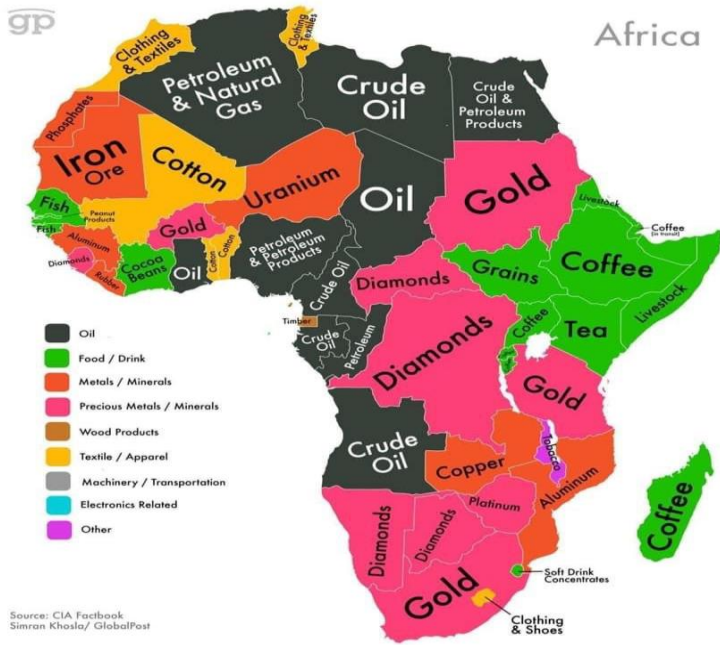 gp
Africa
Clothing
& Textiles
Clothing
& Textiles
Petroleum
& Natural
Gas
Crude
Oil
Crude
Oil &
Petroleum
Products
Phosphates
Iron
Ore
Cotton
Uranium
Oil
Gold
Livestock
Coffee
(in transit)
Fish
Peanut
Products
Fish
Gold
Aluminum
Diamonds
Rubber
Cocoa
Beans
Oil
Cotton
Cotton
Petroleum
& Petroleum
Products
Crude Oil
Diamonds
Grains
Coffee
Livestock
Timber
Crude
Oil
Petroleum
Diamonds
Coffee
Tea
Gold
Crude
Oil
Copper
Tobacco
Aluminum
Diamonds
Diamonds
Platinum
Coffee
Gold
Soft Drink
Concentrates
Clothing
& Shoes
Oil
Food / Drink
Metals / Minerals
Precious Metals / Minerals
Wood Products
Textile / Apparel
Machinery / Transportation
Electronics Related
Other
Source: CIA Factbook
Simran Khosla/ GlobalPost